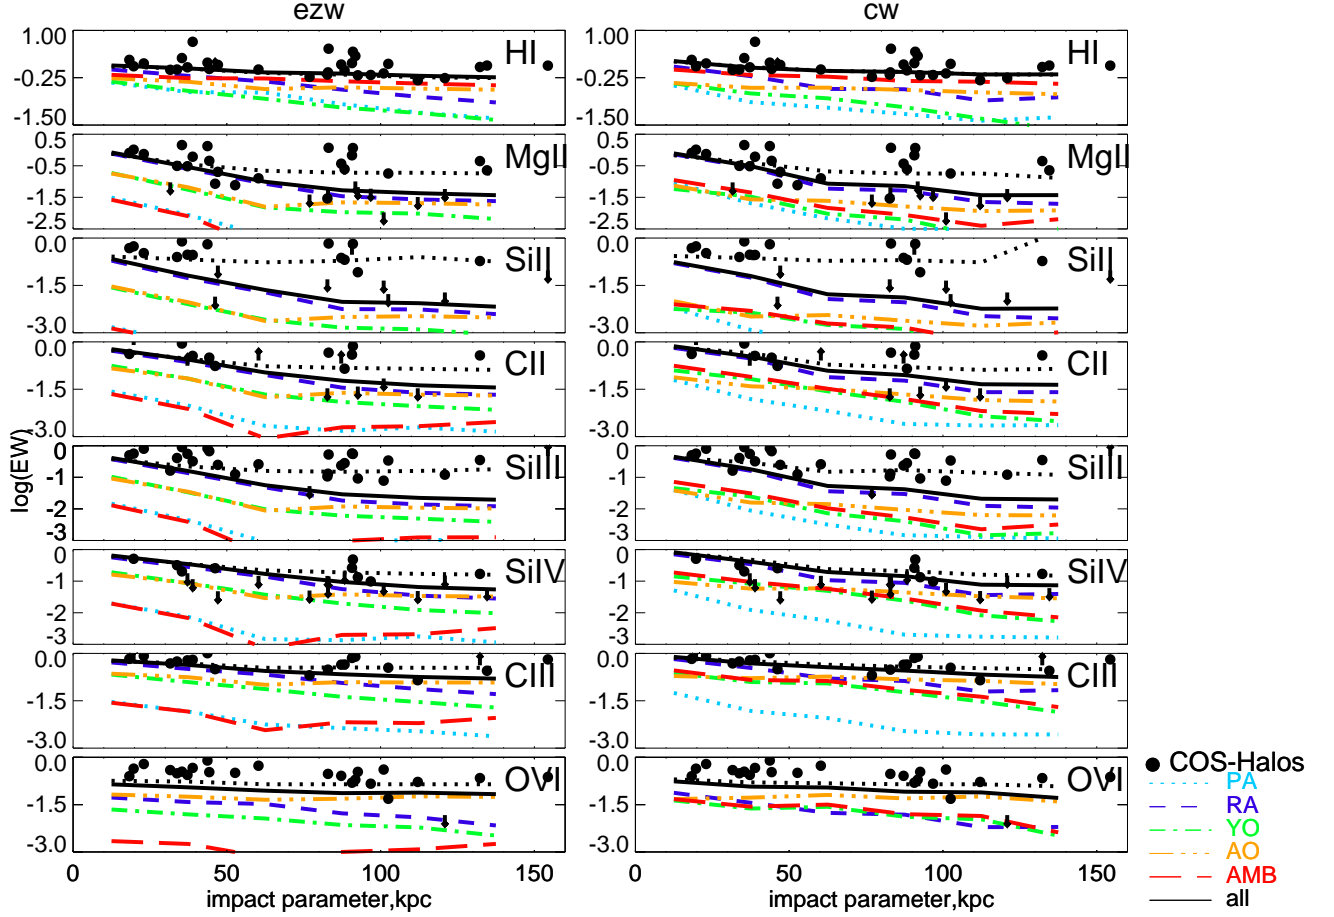 ezw
cw
1.00
-0.25
-1.50
HI
HI
1.00
-0.25
-1.50
0.5
-0.5
-1.5
-2.5
MgII
MgII
0.5
-0.5
-1.5
-2.5
0.0
-1.5
-3.0
SiII
SiII
0.0
-1.5
-3.0
0.0
-1.5
-3.0
CII
CII
0.0
-1.5
-3.0
log(EW)
0
-1
-2
-3
SiIII
SiIII
0
-1
-2
-3
0
-1
-2
-3
SiIV
SiIV
0
-1
-2
-3
0.0
-1.5
-3.0
CIII
CIII
0.0
-1.5
-3.0
0.0
-1.5
-3.0
OVI
OVI
0.0
-1.5
-3.0
0 50 100 150
0 50 100 150
impact parameter,kpc
impact parameter,kpc
COS-Halos
PA
RA
YO
AO
AMB
all